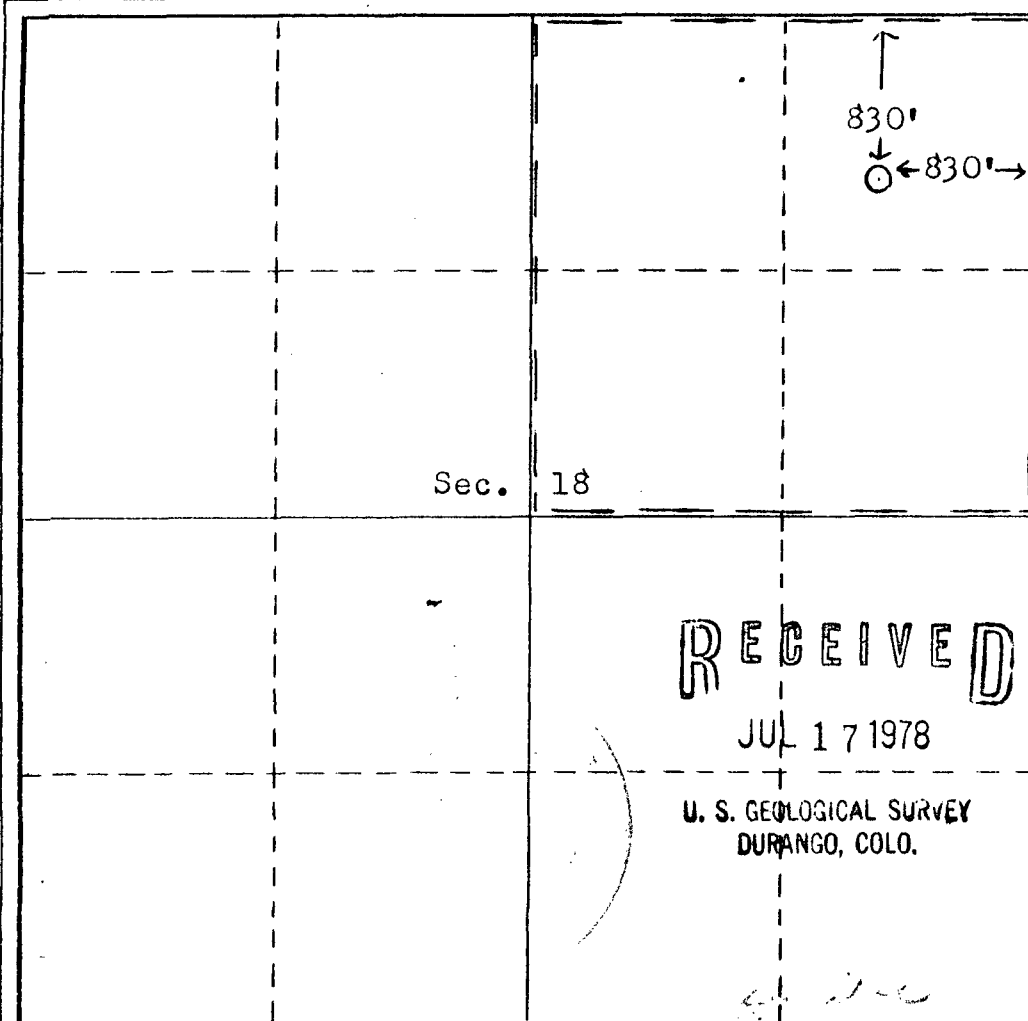 830'
830'
Sec. 18
RECEIVED
JUL 17 1978
U. S. GEOLOGICAL SURVEY
DURANGO, COLO.